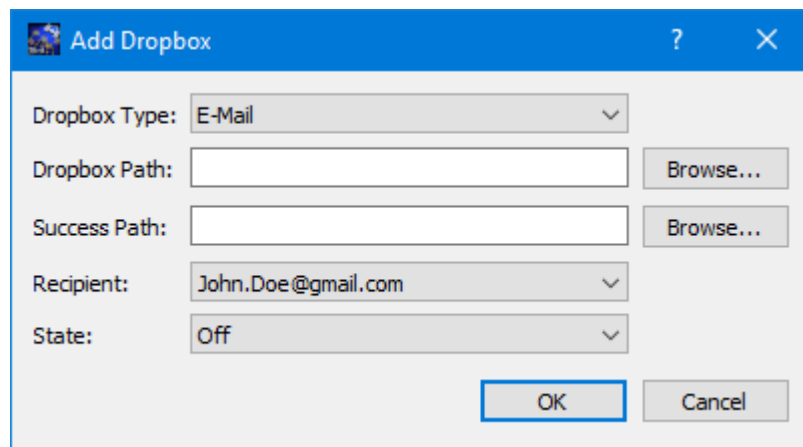 Add Dropbox ?
Dropbox Type: E-Mail
Dropbox Path: Browse...
Success Path: Browse...
Recipient: John.Doe@gmail.com
State: Off
OK Cancel